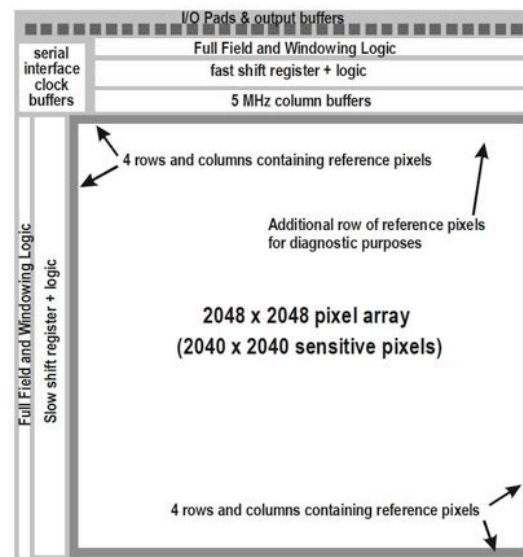 I/O Pads & output buffers
serial
interface
clock
buffers
Full Field and Windowing Logic
fast shift register + logic
5 MHz column buffers
4 rows and columns containing reference pixels
Additional row of reference pixels
for diagnostic purposes
Full Field and Windowing Logic
Slow shift register + logic
2048 x 2048 pixel array
(2040 x 2040 sensitive pixels)
4 rows and columns containing reference pixels